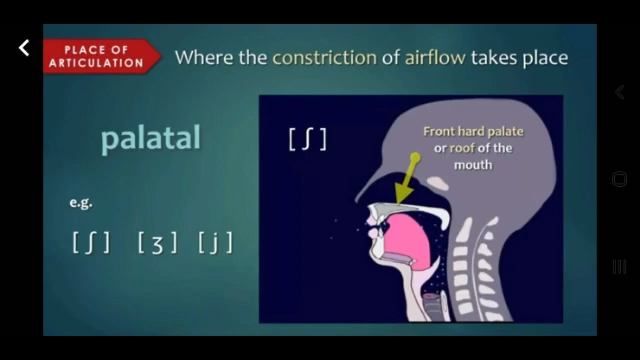 PLACE OF
ARTICULATION
Where the constriction of airflow takes place
palatal
[ʃ]
Front hard palate
or roof of the
mouth
e.g.
[ʃ] [ʒ] [j]